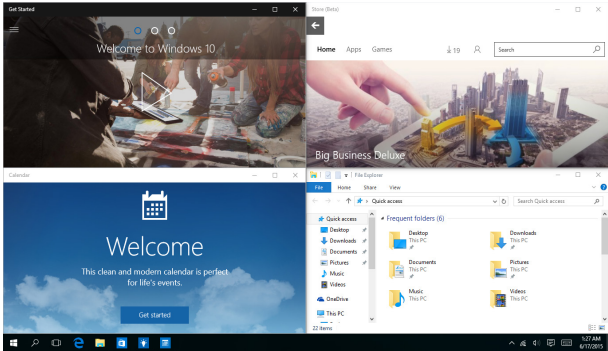 Get Started
Welcome to Windows 10
Store (Beta)
Home Apps Games 19 Search
Big Business Deluxe
Calendar
Welcome
This clean and modern calendar is perfect
for life's events.
Get started
File Explorer
File Home Share View
Quick access Search Quick access
Quick access
Desktop
Downloads
Documents
Pictures
Music
Videos
OneDrive
This PC
Frequent folders (6)
Desktop
This PC
Downloads
This PC
Documents
This PC
Pictures
This PC
Music
This PC
Videos
This PC
22 items
1:27 AM
6/17/2015